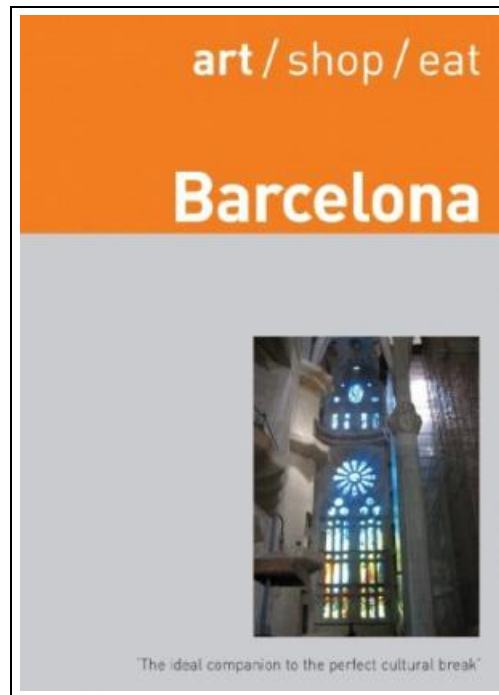 art / shop / eat
Barcelona
"The ideal companion to the perfect cultural break"